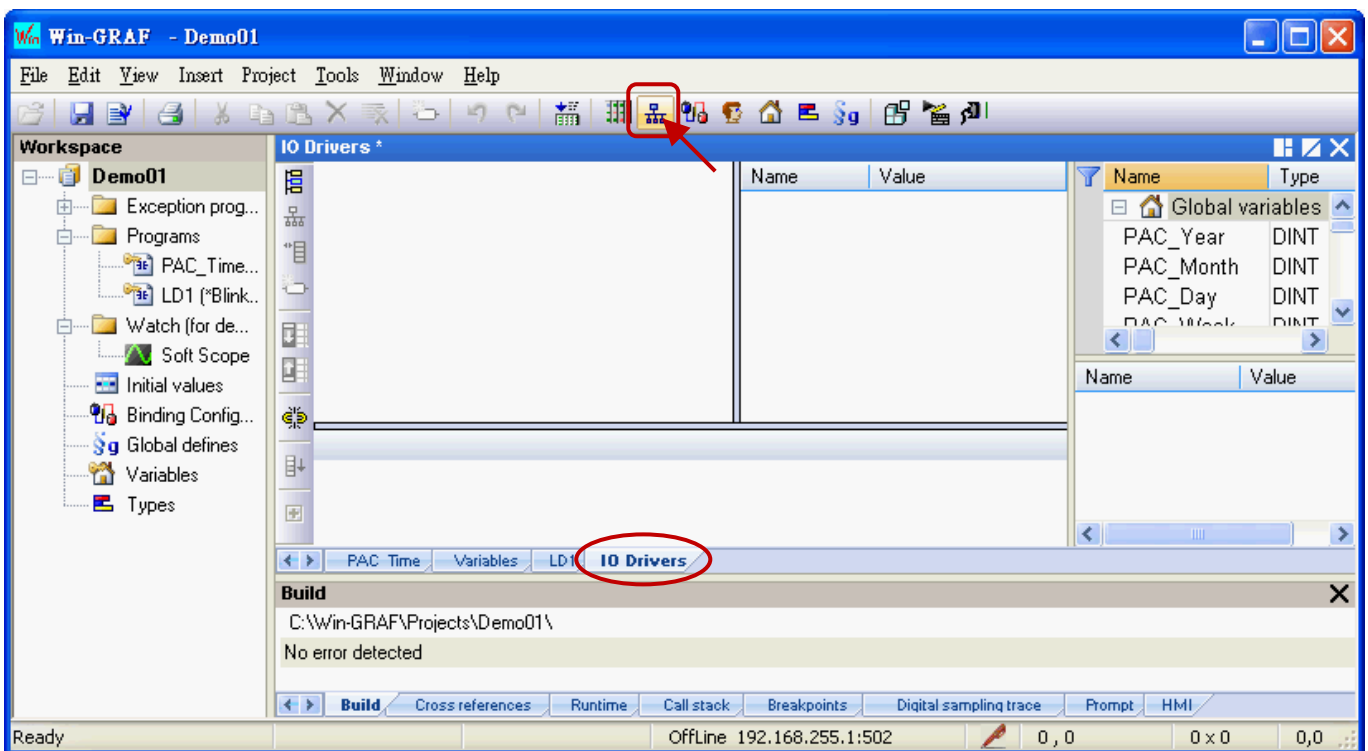 Win-GRAF - Demo01
File Edit View Insert Project Tools Window Help
Workspace
Demo01
Exception prog...
Programs
PAC_Time...
LD1 (*Blink..
Watch (for de...
Soft Scope
Initial values
Binding Config...
Global defines
Variables
Types
IO Drivers *
Name Value
Name Type
Global variables
PAC_Year DINT
PAC_Month DINT
PAC_Day DINT
PAC_Week DINT
Name Value
PAC_Time Variables LD1 IO Drivers
Build
C:\Win-GRAF\Projects\Demo01\
No error detected
Build Cross references Runtime Call stack Breakpoints Digital sampling trace Prompt HMI
Ready OffLine 192.168.255.1:502 0 , 0 0 x 0 0,0